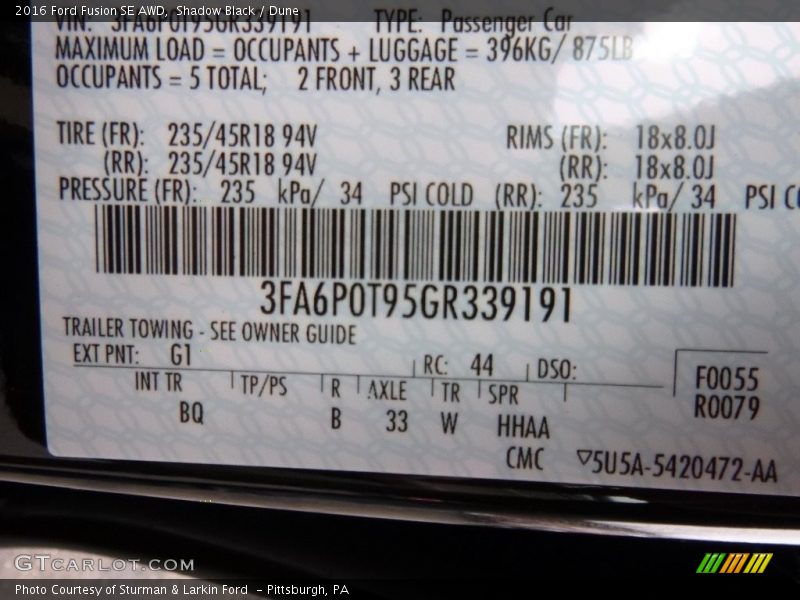 2016 Ford Fusion SE AWD, Shadow Black / Dune
VIN: 3FA6P0T95GR339191 TYPE: Passenger Car
MAXIMUM LOAD = OCCUPANTS + LUGGAGE = 396KG/ 875LB
OCCUPANTS = 5 TOTAL; 2 FRONT, 3 REAR
TIRE (FR): 235/45R18 94V RIMS (FR): 18x8.0J
(RR): 235/45R18 94V (RR): 18x8.0J
PRESSURE (FR): 235 kPa/ 34 PSI COLD (RR): 235 kPa/ 34 PSI CO
3FA6P0T95GR339191
TRAILER TOWING - SEE OWNER GUIDE
EXT PNT: G1 RC: 44 DSO: F0055
INT TR TP/PS R AXLE TR SPR R0079
BQ B 33 W HHAA
CMC ▽5U5A-5420472-AA
GTCARLOT.COM
Photo Courtesy of Sturman & Larkin Ford - Pittsburgh, PA